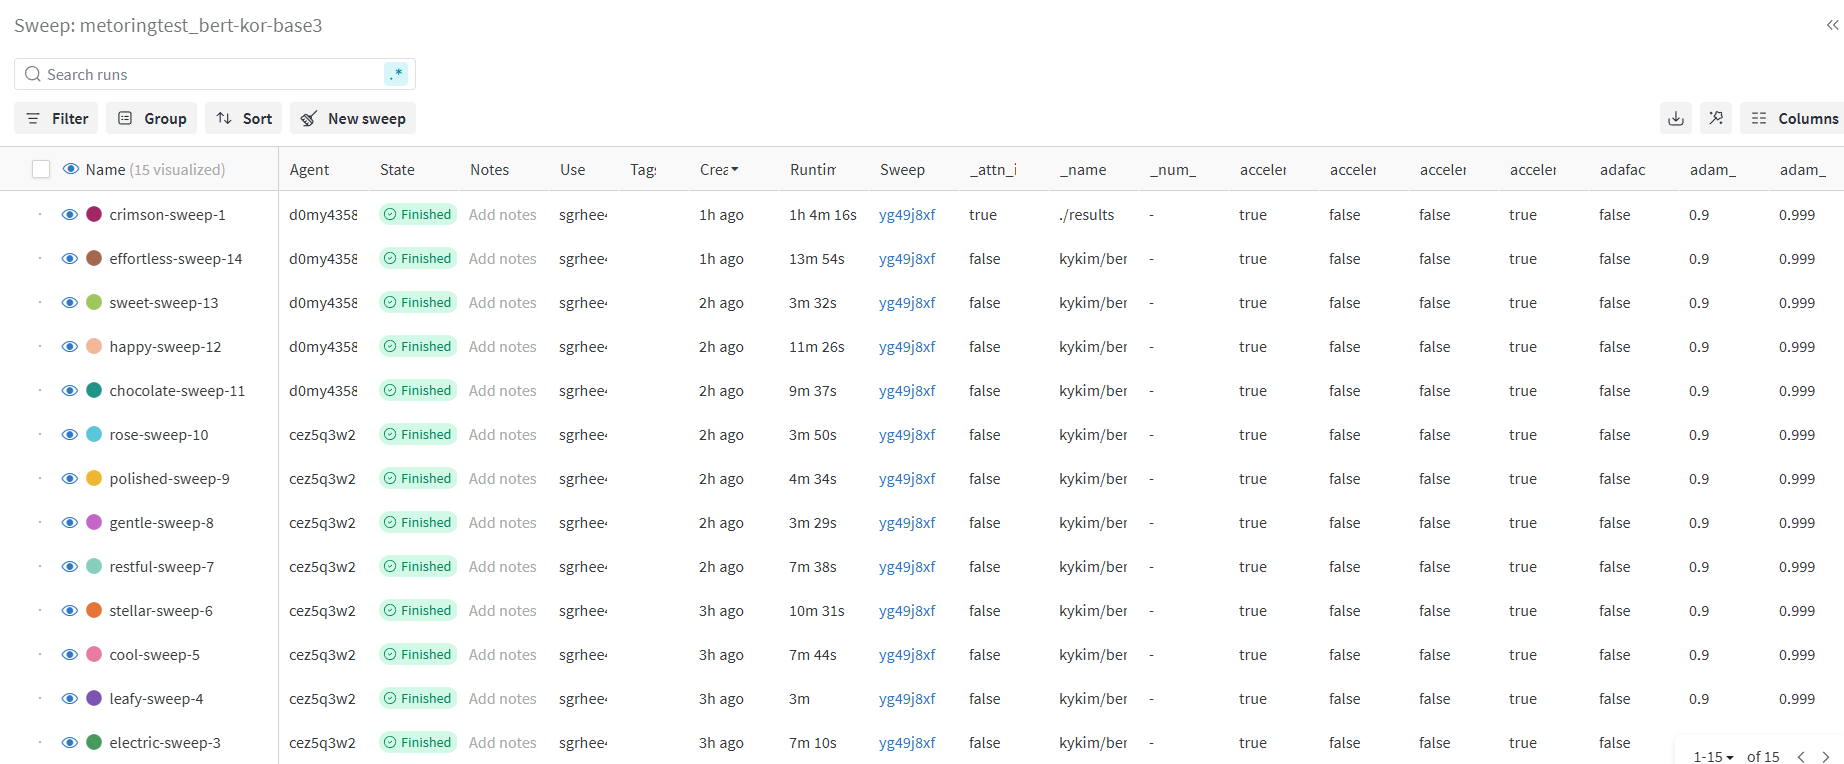 Sweep: metoringtest_bert-kor-base3
Search runs .*
Filter Group Sort New sweep Columns
Name (15 visualized) Agent State Notes Use Tags Crea Runtim Sweep _attn_i _name _num_ acceler acceler acceler acceler adafac adam_ adam_
crimson-sweep-1 d0my4358 Finished Add notes sgrhee4 1h ago 1h 4m 16s yg49j8xf true ./results - true false false true false 0.9 0.999
effortless-sweep-14 d0my4358 Finished Add notes sgrhee4 1h ago 13m 54s yg49j8xf false kykim/ber - true false false true false 0.9 0.999
sweet-sweep-13 d0my4358 Finished Add notes sgrhee4 2h ago 3m 32s yg49j8xf false kykim/ber - true false false true false 0.9 0.999
happy-sweep-12 d0my4358 Finished Add notes sgrhee4 2h ago 11m 26s yg49j8xf false kykim/ber - true false false true false 0.9 0.999
chocolate-sweep-11 d0my4358 Finished Add notes sgrhee4 2h ago 9m 37s yg49j8xf false kykim/ber - true false false true false 0.9 0.999
rose-sweep-10 cez5q3w2 Finished Add notes sgrhee4 2h ago 3m 50s yg49j8xf false kykim/ber - true false false true false 0.9 0.999
polished-sweep-9 cez5q3w2 Finished Add notes sgrhee4 2h ago 4m 34s yg49j8xf false kykim/ber - true false false true false 0.9 0.999
gentle-sweep-8 cez5q3w2 Finished Add notes sgrhee4 2h ago 3m 29s yg49j8xf false kykim/ber - true false false true false 0.9 0.999
restful-sweep-7 cez5q3w2 Finished Add notes sgrhee4 2h ago 7m 38s yg49j8xf false kykim/ber - true false false true false 0.9 0.999
stellar-sweep-6 cez5q3w2 Finished Add notes sgrhee4 3h ago 10m 31s yg49j8xf false kykim/ber - true false false true false 0.9 0.999
cool-sweep-5 cez5q3w2 Finished Add notes sgrhee4 3h ago 7m 44s yg49j8xf false kykim/ber - true false false true false 0.9 0.999
leafy-sweep-4 cez5q3w2 Finished Add notes sgrhee4 3h ago 3m yg49j8xf false kykim/ber - true false false true false 0.9 0.999
electric-sweep-3 cez5q3w2 Finished Add notes sgrhee4 3h ago 7m 10s yg49j8xf false kykim/ber - true false false true false
1-15 of 15